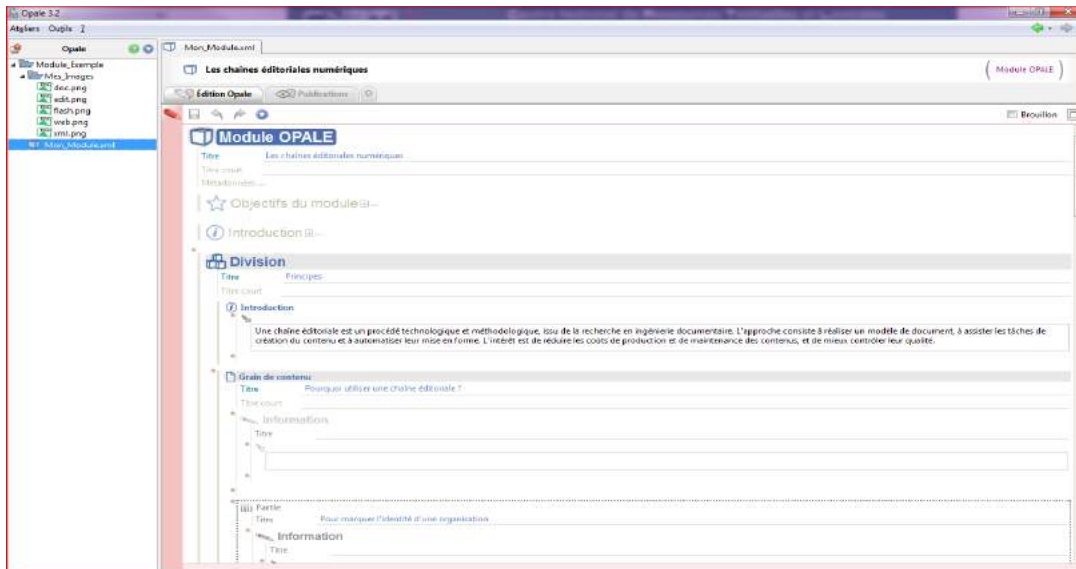 Opale 3.2
Ateliers Outils ?
Opale
Mon_Module.xml
Module_Exemple
Mes_Images
doc.png
edit.png
flash.png
web.png
xml.png
Mon_Module.xml
Les chaînes éditoriales numériques
Module OPALE
Édition Opale Publications
Brouillon
Module OPALE
Titre Les chaînes éditoriales numériques
Titre court
Métadonnées...
Objectifs du module...
Introduction...
Division
Titre Principes
Titre court
Introduction
Une chaîne éditoriale est un procédé technologique et méthodologique, issu de la recherche en ingénierie documentaire. L'approche consiste à réaliser un modèle de document, à assister les tâches de
création du contenu et à automatiser leur mise en forme. L'intérêt est de réduire les coûts de production et de maintenance des contenus, et de mieux contrôler leur qualité.
Grain de contenu
Titre Pourquoi utiliser une chaîne éditoriale ?
Titre court
Information
Titre
Partie
Titre Pour marquer l'identité d'une organisation
Information
Titre